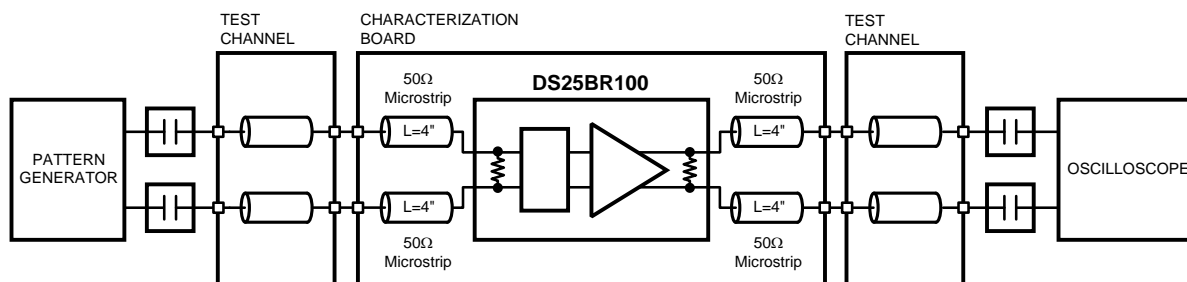 TEST
CHANNEL
CHARACTERIZATION
BOARD
TEST
CHANNEL
50Ω
Microstrip
DS25BR100
50Ω
Microstrip
L=4"
L=4"
PATTERN
GENERATOR
OSCILLOSCOPE
L=4"
L=4"
50Ω
Microstrip
50Ω
Microstrip